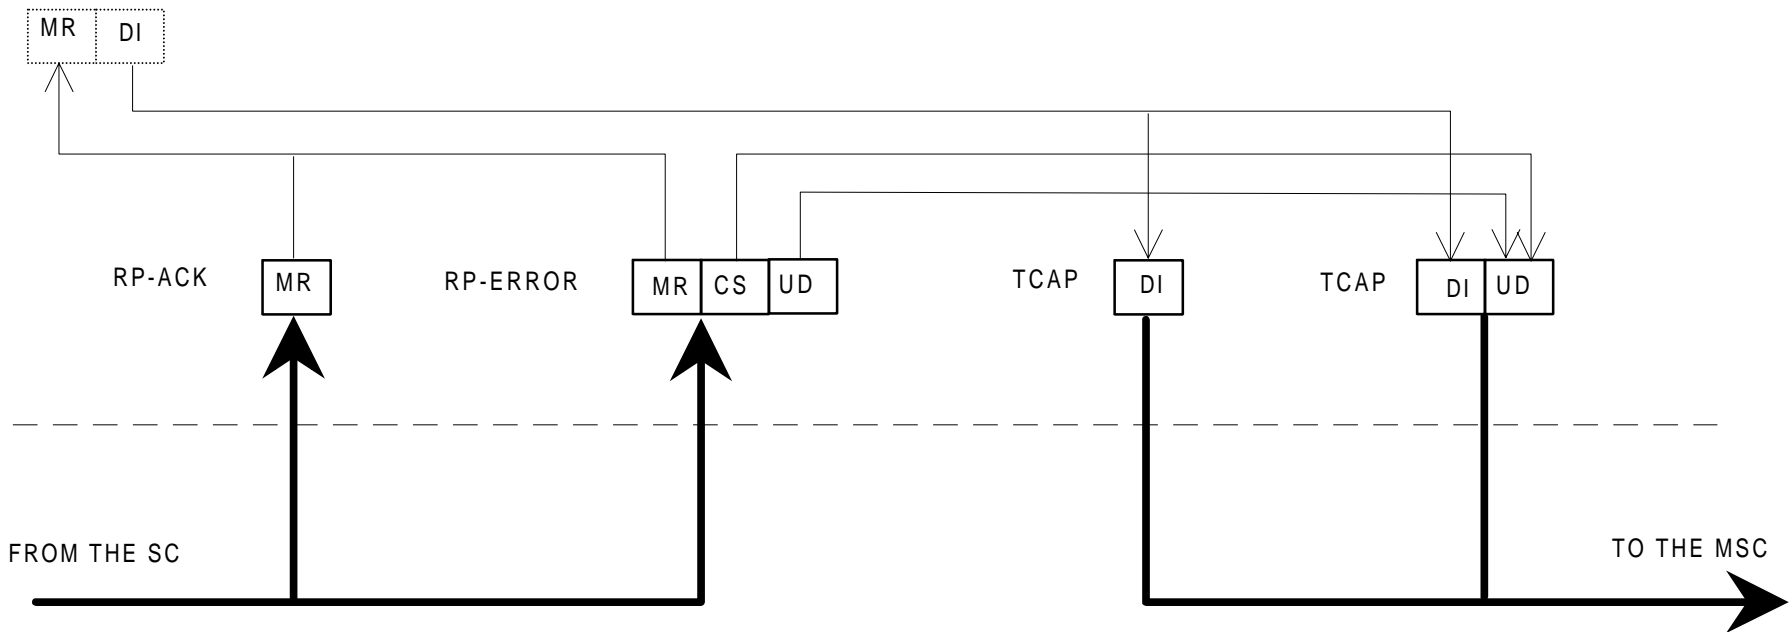 MR DI
RP-ACK MR RP-ERROR MR CS UD TCAP DI TCAP DI UD
FROM THE SC TO THE MSC